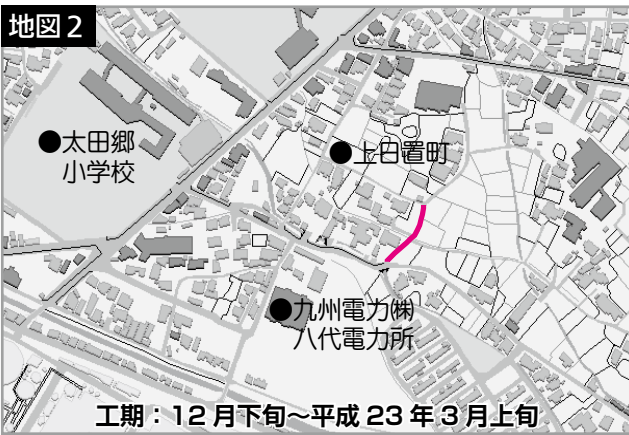 地図2
●太田郷
小学校
●上日置町
●九州電力㈱
八代電力所
工期：12月下旬～平成23年3月上旬